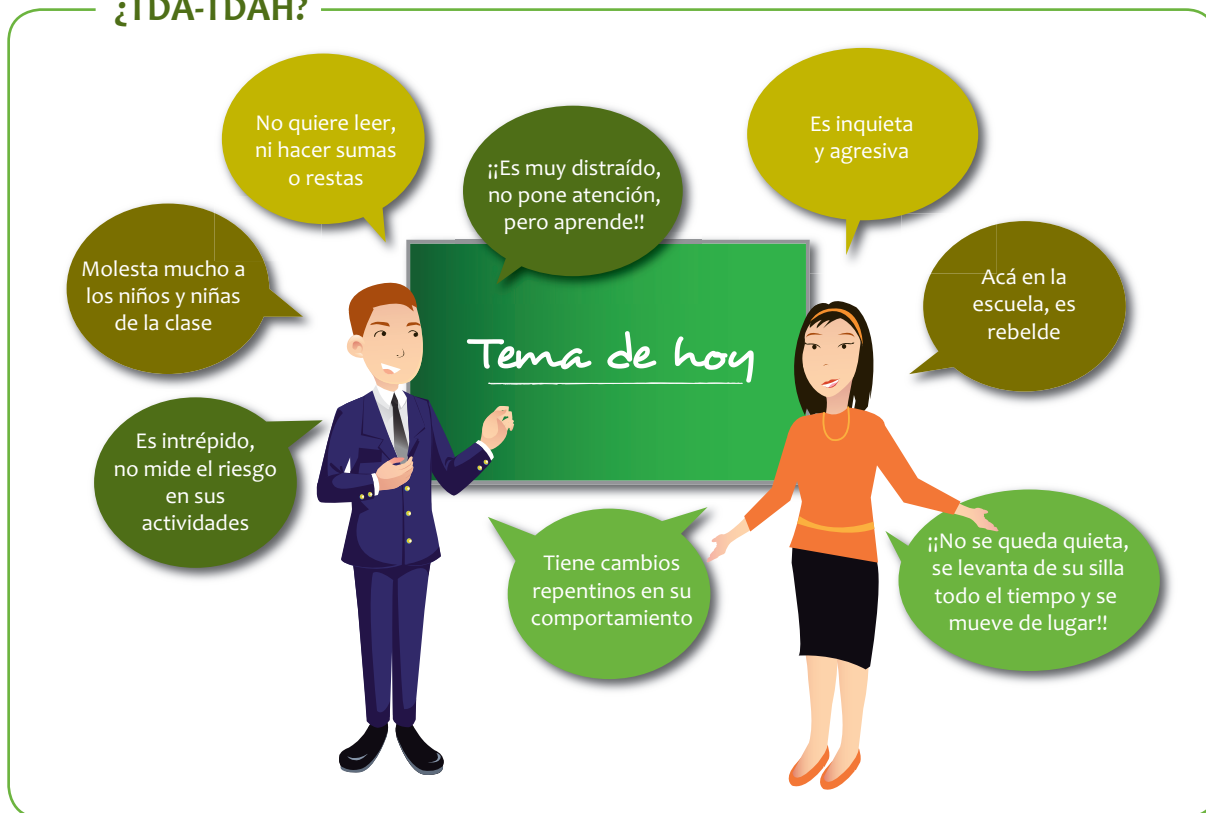 ¿TDA-TDAH?
No quiere leer,
ni hacer sumas
o restas
¡¡Es muy distraído,
no pone atención,
pero aprende!!
Es inquieta
y agresiva
Molesta mucho a
los niños y niñas
de la clase
Acá en la
escuela, es
rebelde
Tema de hoy
Es intrépido,
no mide el riesgo
en sus
actividades
Tiene cambios
repentinos en su
comportamiento
¡¡No se queda quieta,
se levanta de su silla
todo el tiempo y se
mueve de lugar!!